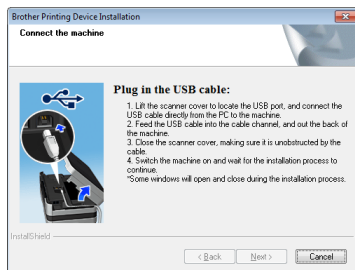 Brother Printing Device Installation
Connect the machine
Plug in the USB cable:
1. Lift the scanner cover to locate the USB port, and connect the
USB cable directly from the PC to the machine.
2. Feed the USB cable into the cable channel, and out the back of
the machine.
3. Close the scanner cover, making sure it is unobstructed by the
cable.
4. Switch the machine on and wait for the installation process to
continue.
*Some windows will open and close during the installation process.
InstallShield
< Back
Next >
Cancel